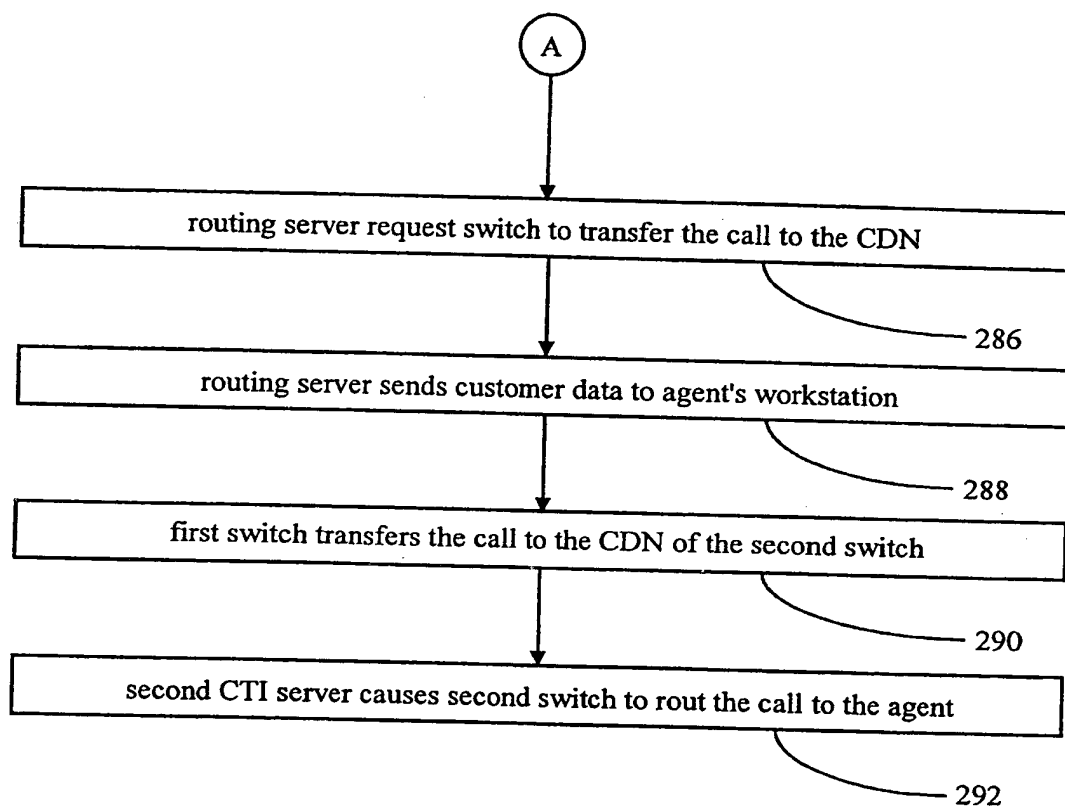 A
routing server request switch to transfer the call to the CDN
286
routing server sends customer data to agent's workstation
288
first switch transfers the call to the CDN of the second switch
290
second CTI server causes second switch to rout the call to the agent
292